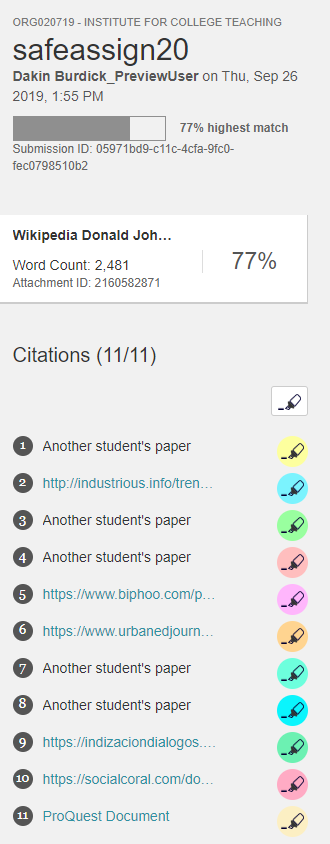 ORG020719 - INSTITUTE FOR COLLEGE TEACHING
safeassign20
Dakin Burdick_PreviewUser on Thu, Sep 26
2019, 1:55 PM
77% highest match
Submission ID: 05971bd9-c11c-4cfa-9fc0-
fec0798510b2
Wikipedia Donald Joh…
Word Count: 2,481
77%
Attachment ID: 2160582871
Citations (11/11)
1 Another student's paper
2 http://industrious.info/tren…
3 Another student's paper
4 Another student's paper
5 https://www.biphoo.com/p…
6 https://www.urbanedjourn…
7 Another student's paper
8 Another student's paper
9 https://indizaciondialogos.…
10 https://socialcoral.com/do…
11 ProQuest Document